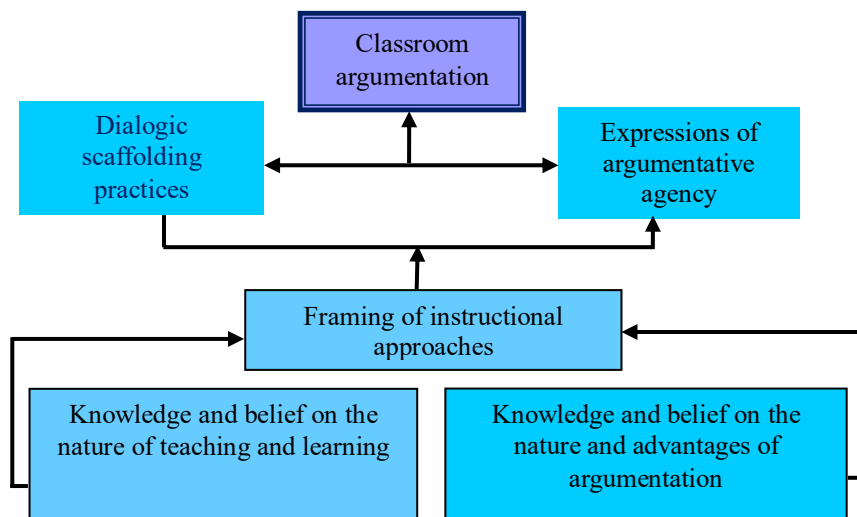 Classroom
argumentation
Dialogic
scaffolding
practices
Expressions of
argumentative
agency
Framing of instructional
approaches
Knowledge and belief on the
nature of teaching and learning
Knowledge and belief on the
nature and advantages of
argumentation